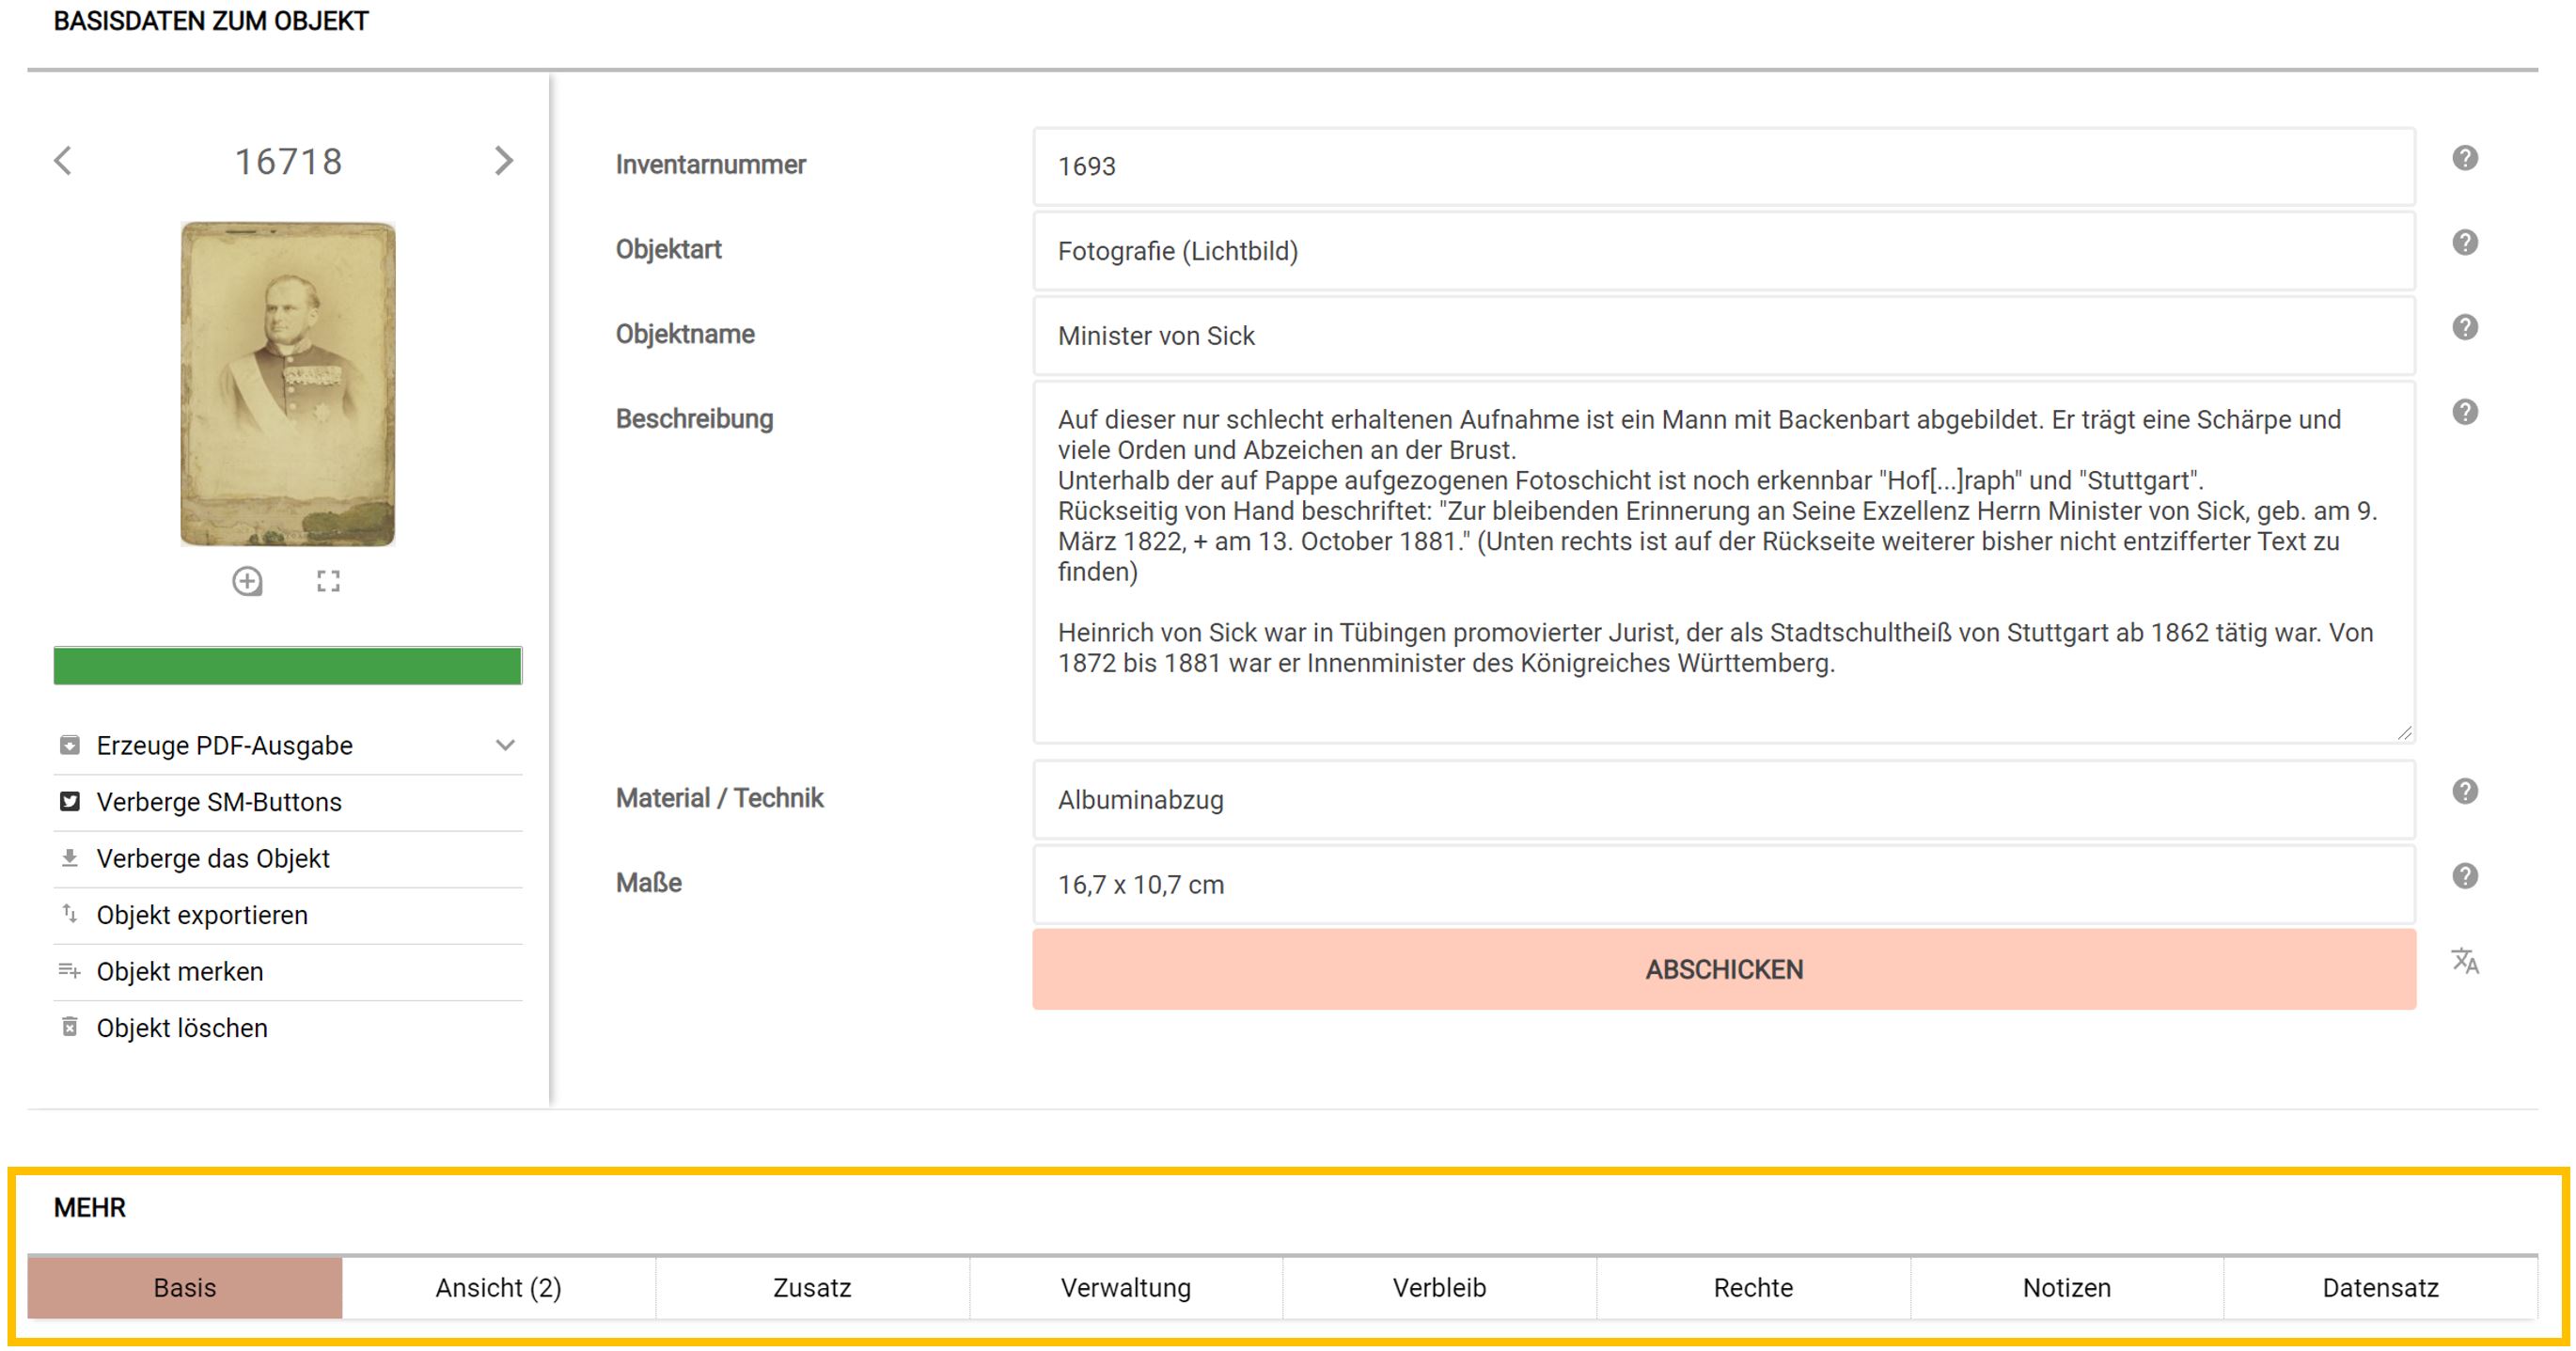 BASISDATEN ZUM OBJEKT
16718
Erzeuge PDF-Ausgabe
Verberge SM-Buttons
Verberge das Objekt
Objekt exportieren
Objekt merken
Objekt löschen
Inventarnummer
1693
Objektart
Fotografie (Lichtbild)
Objektname
Minister von Sick
Beschreibung
Auf dieser nur schlecht erhaltenen Aufnahme ist ein Mann mit Backenbart abgebildet. Er trägt eine Schärpe und
viele Orden und Abzeichen an der Brust.
Unterhalb der auf Pappe aufgezogenen Fotoschicht ist noch erkennbar "Hof[...]raph" und "Stuttgart".
Rückseitig von Hand beschriftet: "Zur bleibenden Erinnerung an Seine Exzellenz Herrn Minister von Sick, geb. am 9.
März 1822, + am 13. October 1881." (Unten rechts ist auf der Rückseite weiterer bisher nicht entzifferter Text zu
finden)
Heinrich von Sick war in Tübingen promovierter Jurist, der als Stadtschultheiß von Stuttgart ab 1862 tätig war. Von
1872 bis 1881 war er Innenminister des Königreiches Württemberg.
Material / Technik
Albuminabzug
Maße
16,7 x 10,7 cm
ABSCHICKEN
MEHR
Basis
Ansicht (2)
Zusatz
Verwaltung
Verbleib
Rechte
Notizen
Datensatz